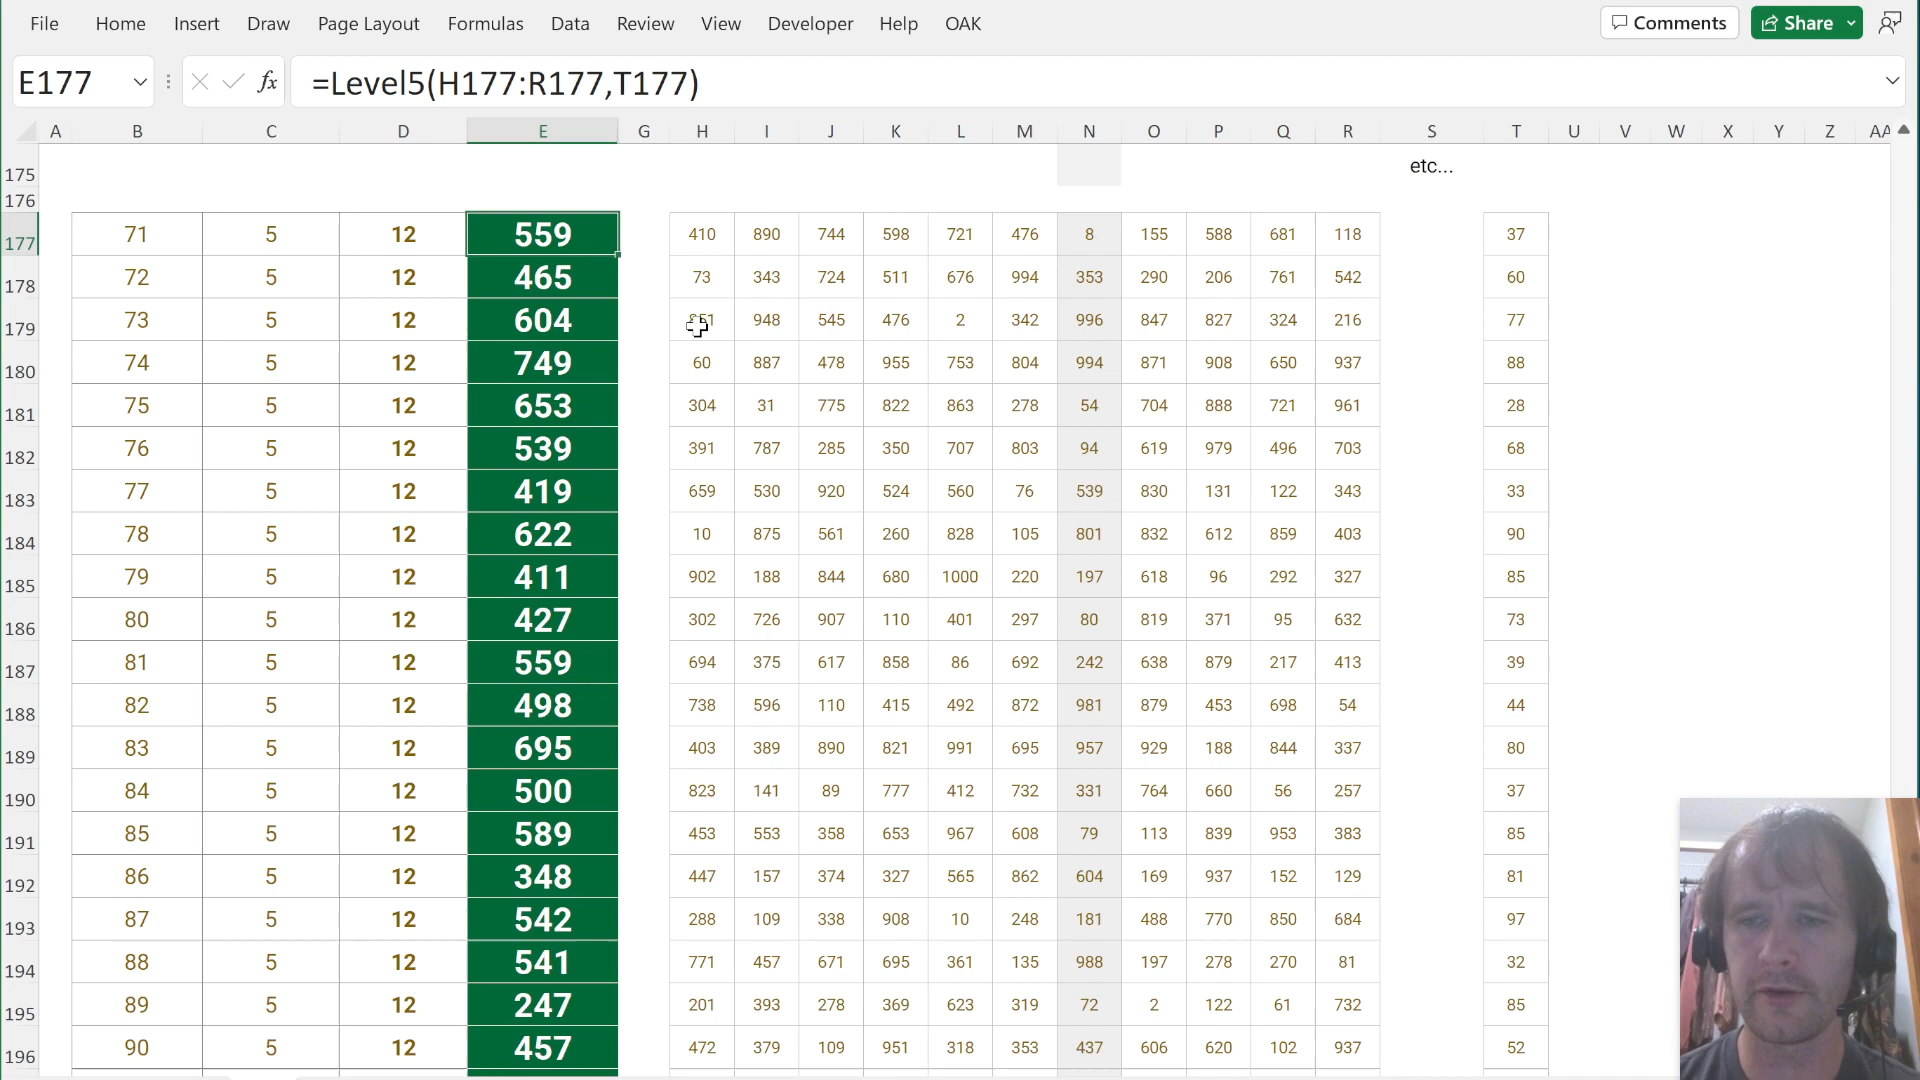 File Home Insert Draw Page Layout Formulas Data Review View Developer Help OAK Comments Share
E177 fx =Level5(H177:R177,T177)
A B C D E G H I J K L M N O P Q R S T U V W X Y Z AA
175 etc...
176
177 71 5 12 559 410 890 744 598 721 476 8 155 588 681 118 37
178 72 5 12 465 73 343 724 511 676 994 353 290 206 761 542 60
179 73 5 12 604 948 545 476 2 342 996 847 827 324 216 77
180 74 5 12 749 60 887 478 955 753 804 994 871 908 650 937 88
181 75 5 12 653 304 31 775 822 863 278 54 704 888 721 961 28
182 76 5 12 539 391 787 285 350 707 803 94 619 979 496 703 68
183 77 5 12 419 659 530 920 524 560 76 539 830 131 122 343 33
184 78 5 12 622 10 875 561 260 828 105 801 832 612 859 403 90
185 79 5 12 411 902 188 844 680 1000 220 197 618 96 292 327 85
186 80 5 12 427 302 726 907 110 401 297 80 819 371 95 632 73
187 81 5 12 559 694 375 617 858 86 692 242 638 879 217 413 39
188 82 5 12 498 738 596 110 415 492 872 981 879 453 698 54 44
189 83 5 12 695 403 389 890 821 991 695 957 929 188 844 337 80
190 84 5 12 500 823 141 89 777 412 732 331 764 660 56 257 37
191 85 5 12 589 453 553 358 653 967 608 79 113 839 953 383 85
192 86 5 12 348 447 157 374 327 565 862 604 169 937 152 129 81
193 87 5 12 542 288 109 338 908 10 248 181 488 770 850 684 97
194 88 5 12 541 771 457 671 695 361 135 988 197 278 270 81 32
195 89 5 12 247 201 393 278 369 623 319 72 2 122 61 732 85
196 90 5 12 457 472 379 109 951 318 353 437 606 620 102 937 52